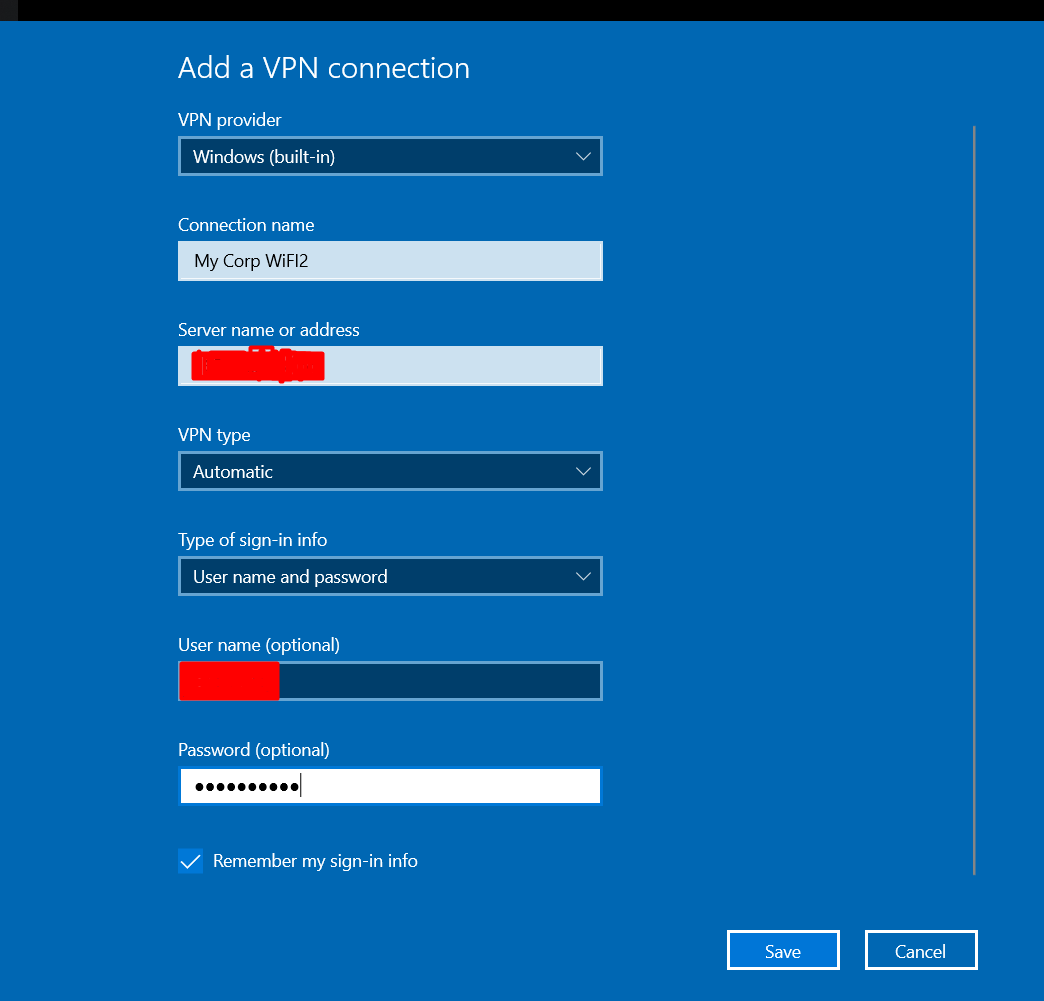 Add a VPN connection
VPN provider
Windows (built-in)
Connection name
My Corp WiFI2
Server name or address
VPN type
Automatic
Type of sign-in info
User name and password
User name (optional)
Password (optional)
●●●●●●●●●●
Remember my sign-in info
Save
Cancel